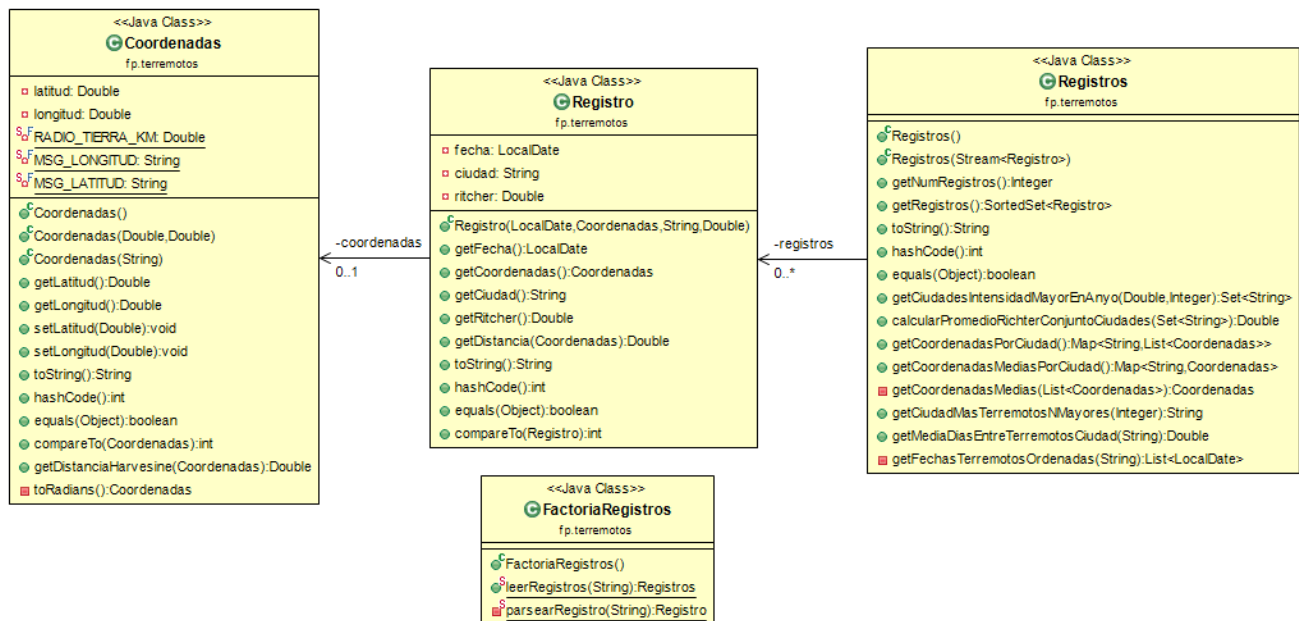 <<Java Class>>
Coordenadas
fp.terremotos
latitud: Double
longitud: Double
RADIO_TIERRA_KM: Double
MSG_LONGITUD: String
MSG_LATITUD: String
Coordenadas()
Coordenadas(Double,Double)
Coordenadas(String)
getLatitud():Double
getLongitud():Double
setLatitud(Double):void
setLongitud(Double):void
toString():String
hashCode():int
equals(Object):boolean
compareTo(Coordenadas):int
getDistanciaHarvesine(Coordenadas):Double
toRadians():Coordenadas
-coordenadas
0..1
<<Java Class>>
Registro
fp.terremotos
fecha: LocalDate
ciudad: String
ritcher: Double
Registro(LocalDate,Coordenadas,String,Double)
getFecha():LocalDate
getCoordenadas():Coordenadas
getCiudad():String
getRitcher():Double
getDistancia(Coordenadas):Double
toString():String
hashCode():int
equals(Object):boolean
compareTo(Registro):int
-registros
0..*
<<Java Class>>
Registros
fp.terremotos
Registros()
Registros(Stream<Registro>)
getNumRegistros():Integer
getRegistros():SortedSet<Registro>
toString():String
hashCode():int
equals(Object):boolean
getCiudadesIntensidadMayorEnAnyo(Double,Integer):Set<String>
calcularPromedioRichterConjuntoCiudades(Set<String>):Double
getCoordenadasPorCiudad():Map<String,List<Coordenadas>>
getCoordenadasMediasPorCiudad():Map<String,Coordenadas>
getCoordenadasMedias(List<Coordenadas>):Coordenadas
getCiudadMasTerremotosNMayores(Integer):String
getMediaDiasEntreTerremotosCiudad(String):Double
getFechasTerremotosOrdenadas(String):List<LocalDate>
<<Java Class>>
FactoriaRegistros
fp.terremotos
FactoriaRegistros()
leerRegistros(String):Registros
parsearRegistro(String):Registro